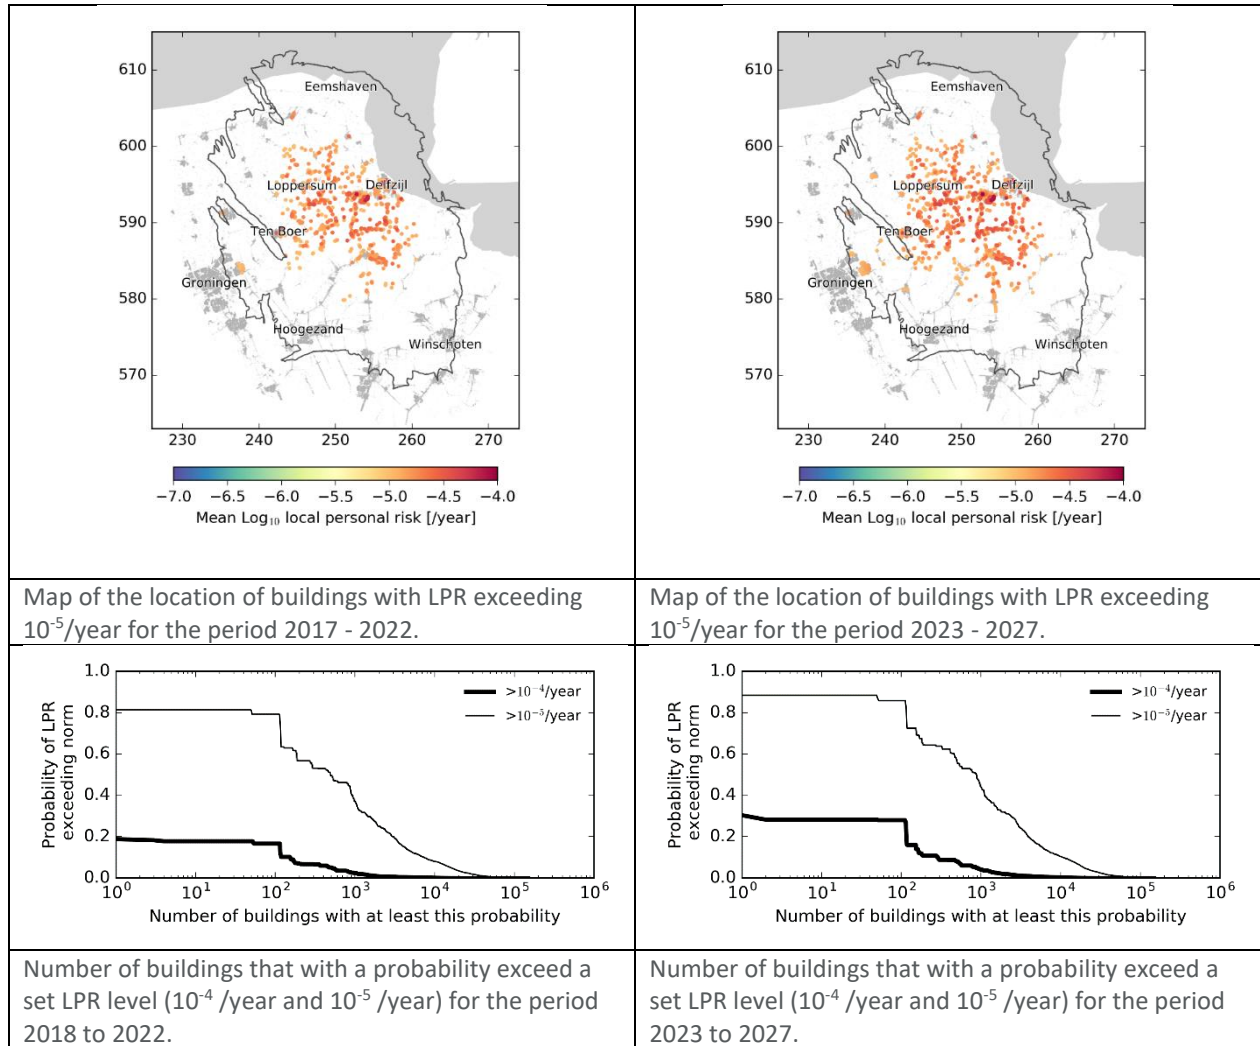 610
600
590
580
570
Eemshaven
Loppersum
Delfzijl
Ten Boer
Groningen
Hoogezand
Winschoten
230 240 250 260 270
−7.0 −6.5 −6.0 −5.5 −5.0 −4.5 −4.0
Mean Log₁₀ local personal risk [/year]
Map of the location of buildings with LPR exceeding
10⁻⁵/year for the period 2017 - 2022.
610
600
590
580
570
Eemshaven
Loppersum
Delfzijl
Ten Boer
Groningen
Hoogezand
Winschoten
230 240 250 260 270
−7.0 −6.5 −6.0 −5.5 −5.0 −4.5 −4.0
Mean Log₁₀ local personal risk [/year]
Map of the location of buildings with LPR exceeding
10⁻⁵/year for the period 2023 - 2027.
Probability of LPR
exceeding norm
1.0
0.8
0.6
0.4
0.2
0.0
>10⁻⁴/year
>10⁻⁵/year
10⁰ 10¹ 10² 10³ 10⁴ 10⁵ 10⁶
Number of buildings with at least this probability
Number of buildings that with a probability exceed a
set LPR level (10⁻⁴ /year and 10⁻⁵ /year) for the period
2018 to 2022.
Probability of LPR
exceeding norm
1.0
0.8
0.6
0.4
0.2
0.0
>10⁻⁴/year
>10⁻⁵/year
10⁰ 10¹ 10² 10³ 10⁴ 10⁵ 10⁶
Number of buildings with at least this probability
Number of buildings that with a probability exceed a
set LPR level (10⁻⁴ /year and 10⁻⁵ /year) for the period
2023 to 2027.